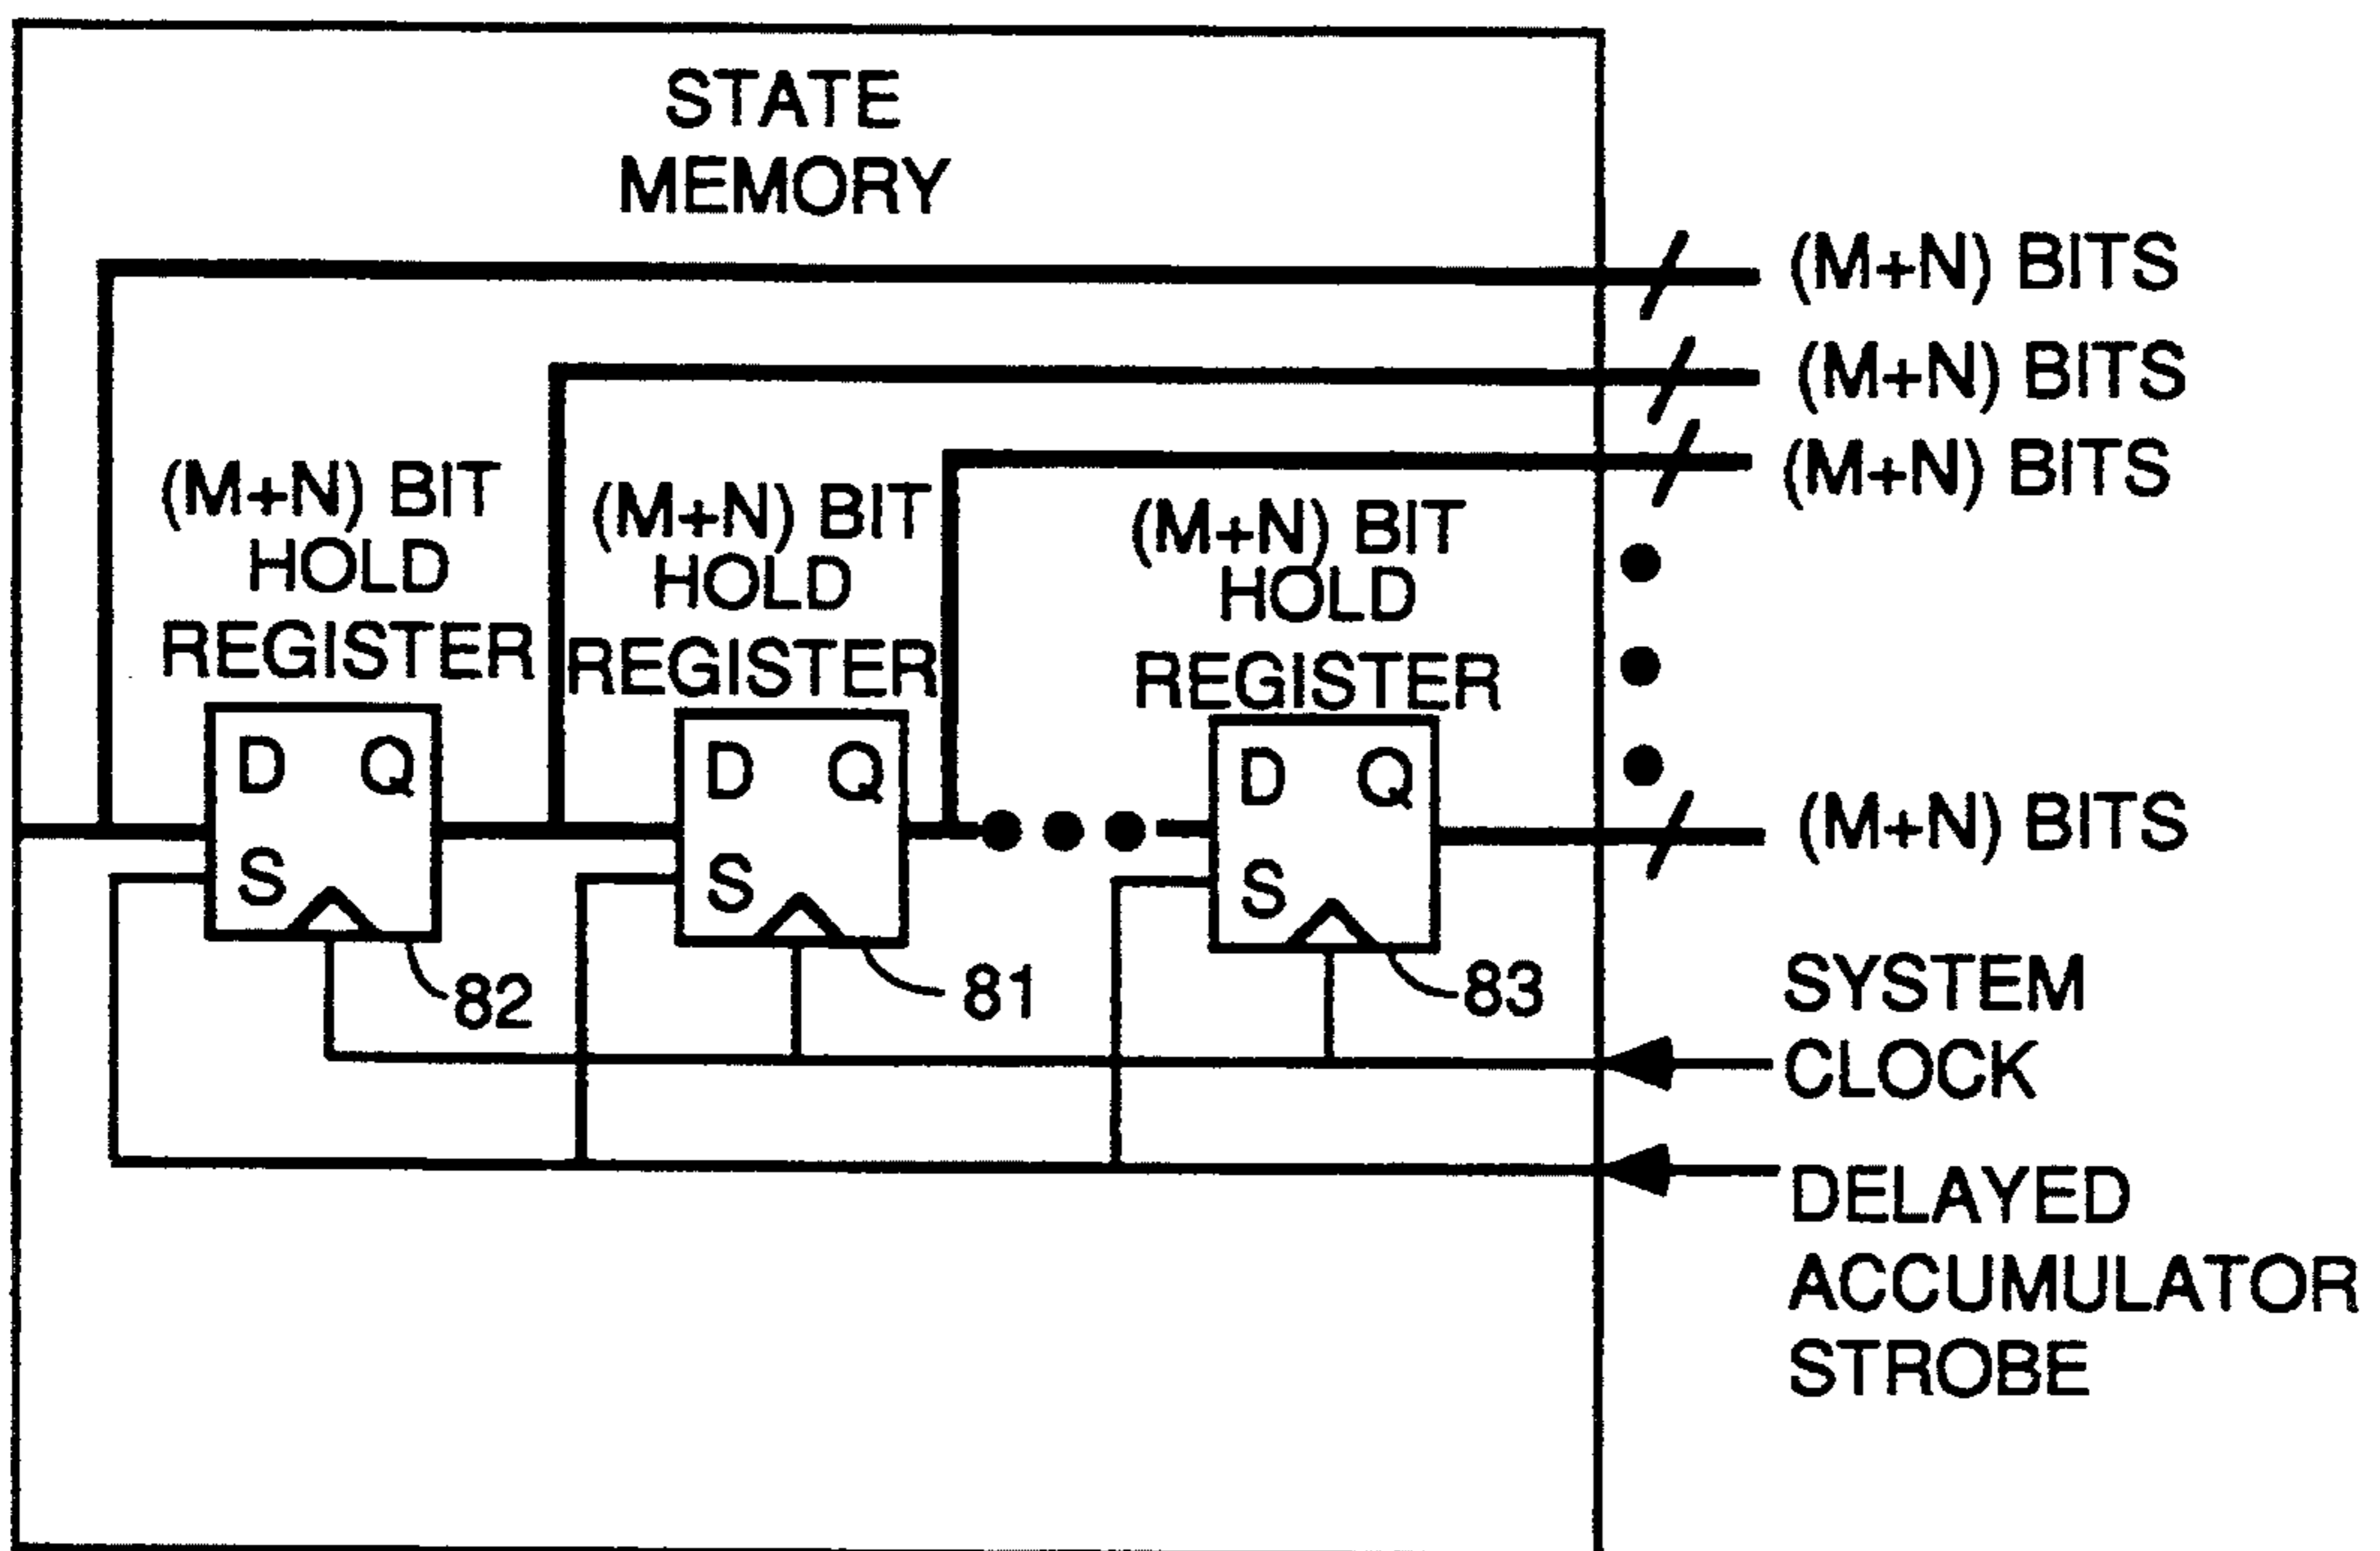 STATE
MEMORY
(M+N) BITS
(M+N) BITS
(M+N) BITS
(M+N) BIT
HOLD
REGISTER
(M+N) BIT
HOLD
REGISTER
(M+N) BIT
HOLD
REGISTER
D Q
S
D Q
S
D Q
S
(M+N) BITS
82
81
83
SYSTEM
CLOCK
DELAYED
ACCUMULATOR
STROBE